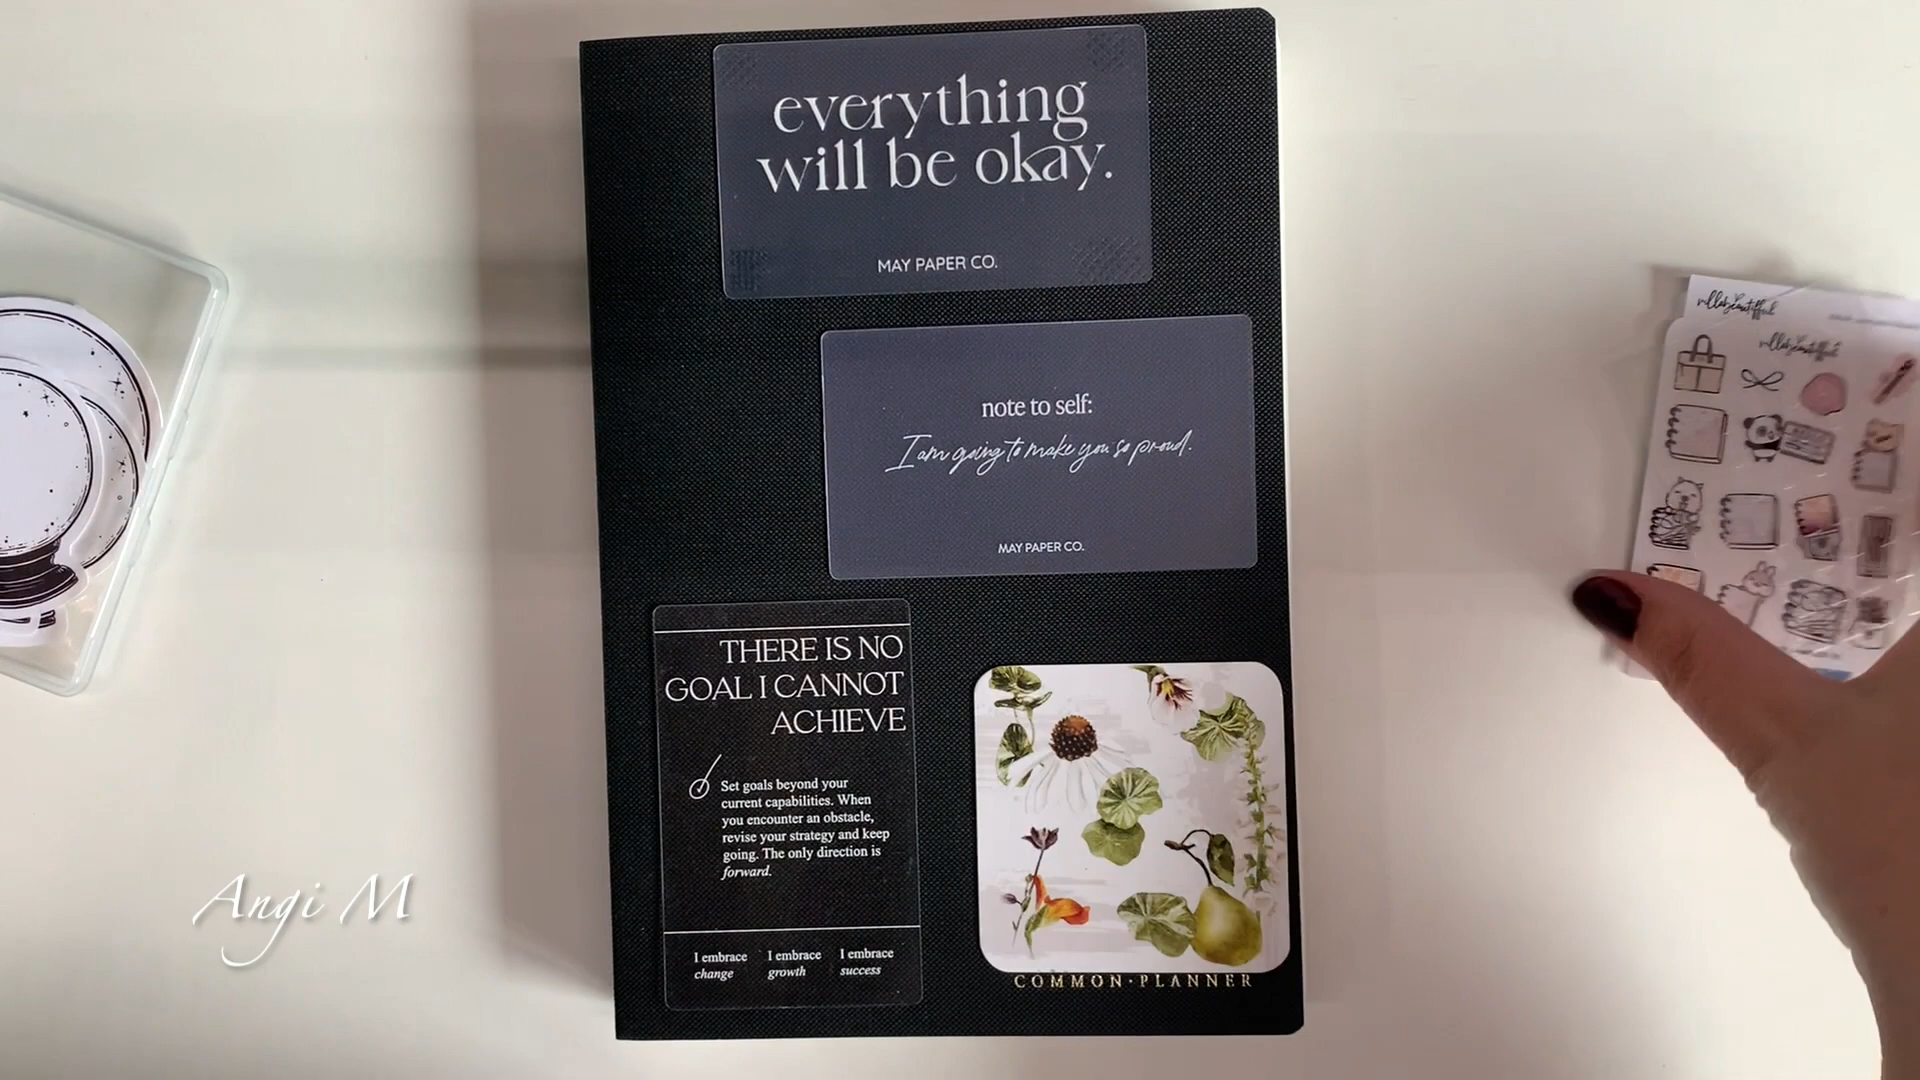 everything
will be okay.
MAY PAPER CO.
note to self:
I am going to make you so proud.
MAY PAPER CO.
THERE IS NO
GOAL I CANNOT
ACHIEVE
Set goals beyond your
current capabilities. When
you encounter an obstacle,
revise your strategy and keep
going. The only direction is
forward.
I embrace
change
I embrace
growth
I embrace
success
COMMON·PLANNER
Angi M